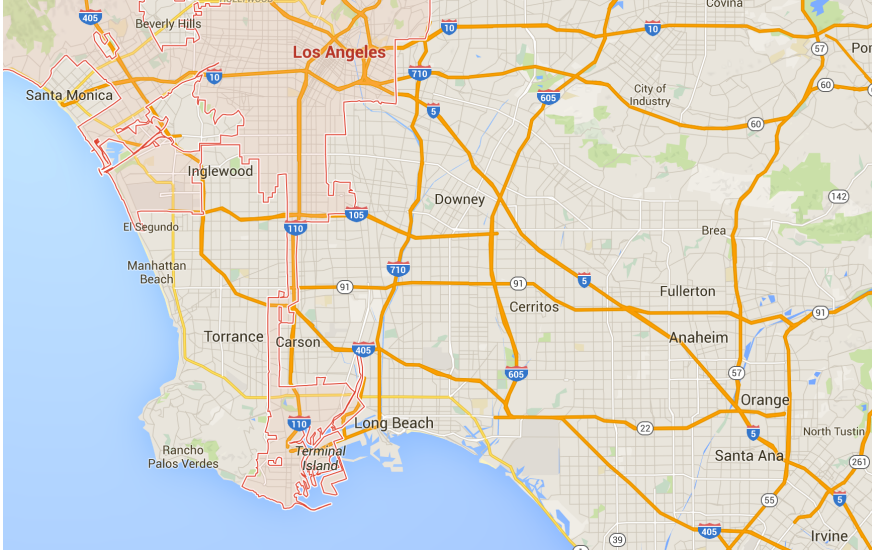 HOLLYWOOD
Covina
405
Beverly Hills
10
10
57
Los Angeles
Por
710
10
60
Santa Monica
605
City of
Industry
5
60
Inglewood
142
Downey
105
El Segundo
110
Brea
Manhattan
Beach
710
5
91
91
Fullerton
Cerritos
91
Torrance
Carson
Anaheim
405
605
57
Orange
110
Long Beach
22
5
North Tustin
Rancho
Palos Verdes
Terminal
Island
Santa Ana
261
55
5
405
39
Irvine
1